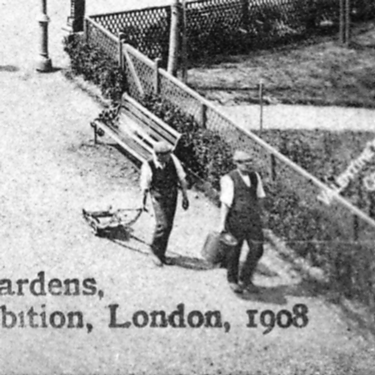 ardens,
bition, London, 1908